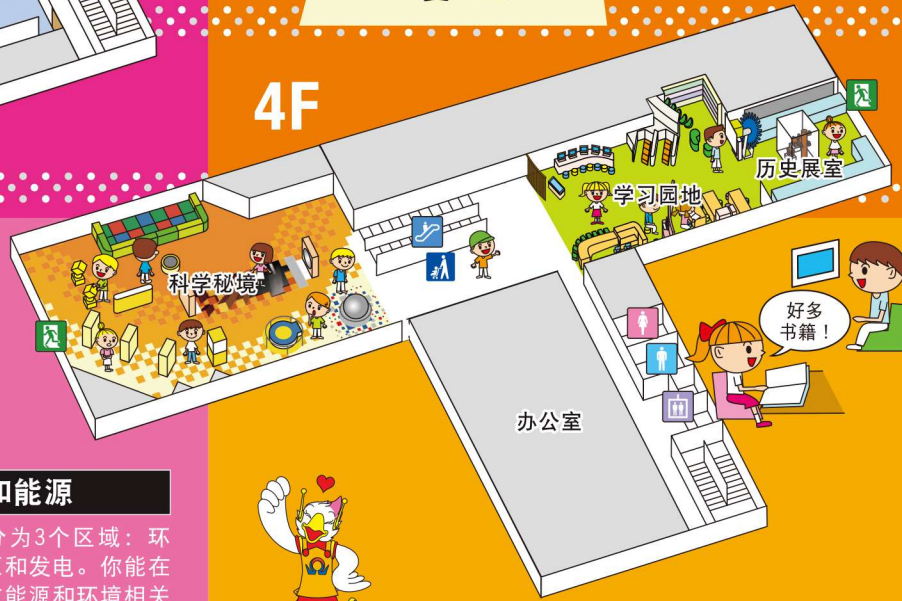 4F
历史展室
学习园地
科学秘境
好多
书籍！
办公室
和能源
分为3个区域：环
和发电。你能在
能源和环境相关